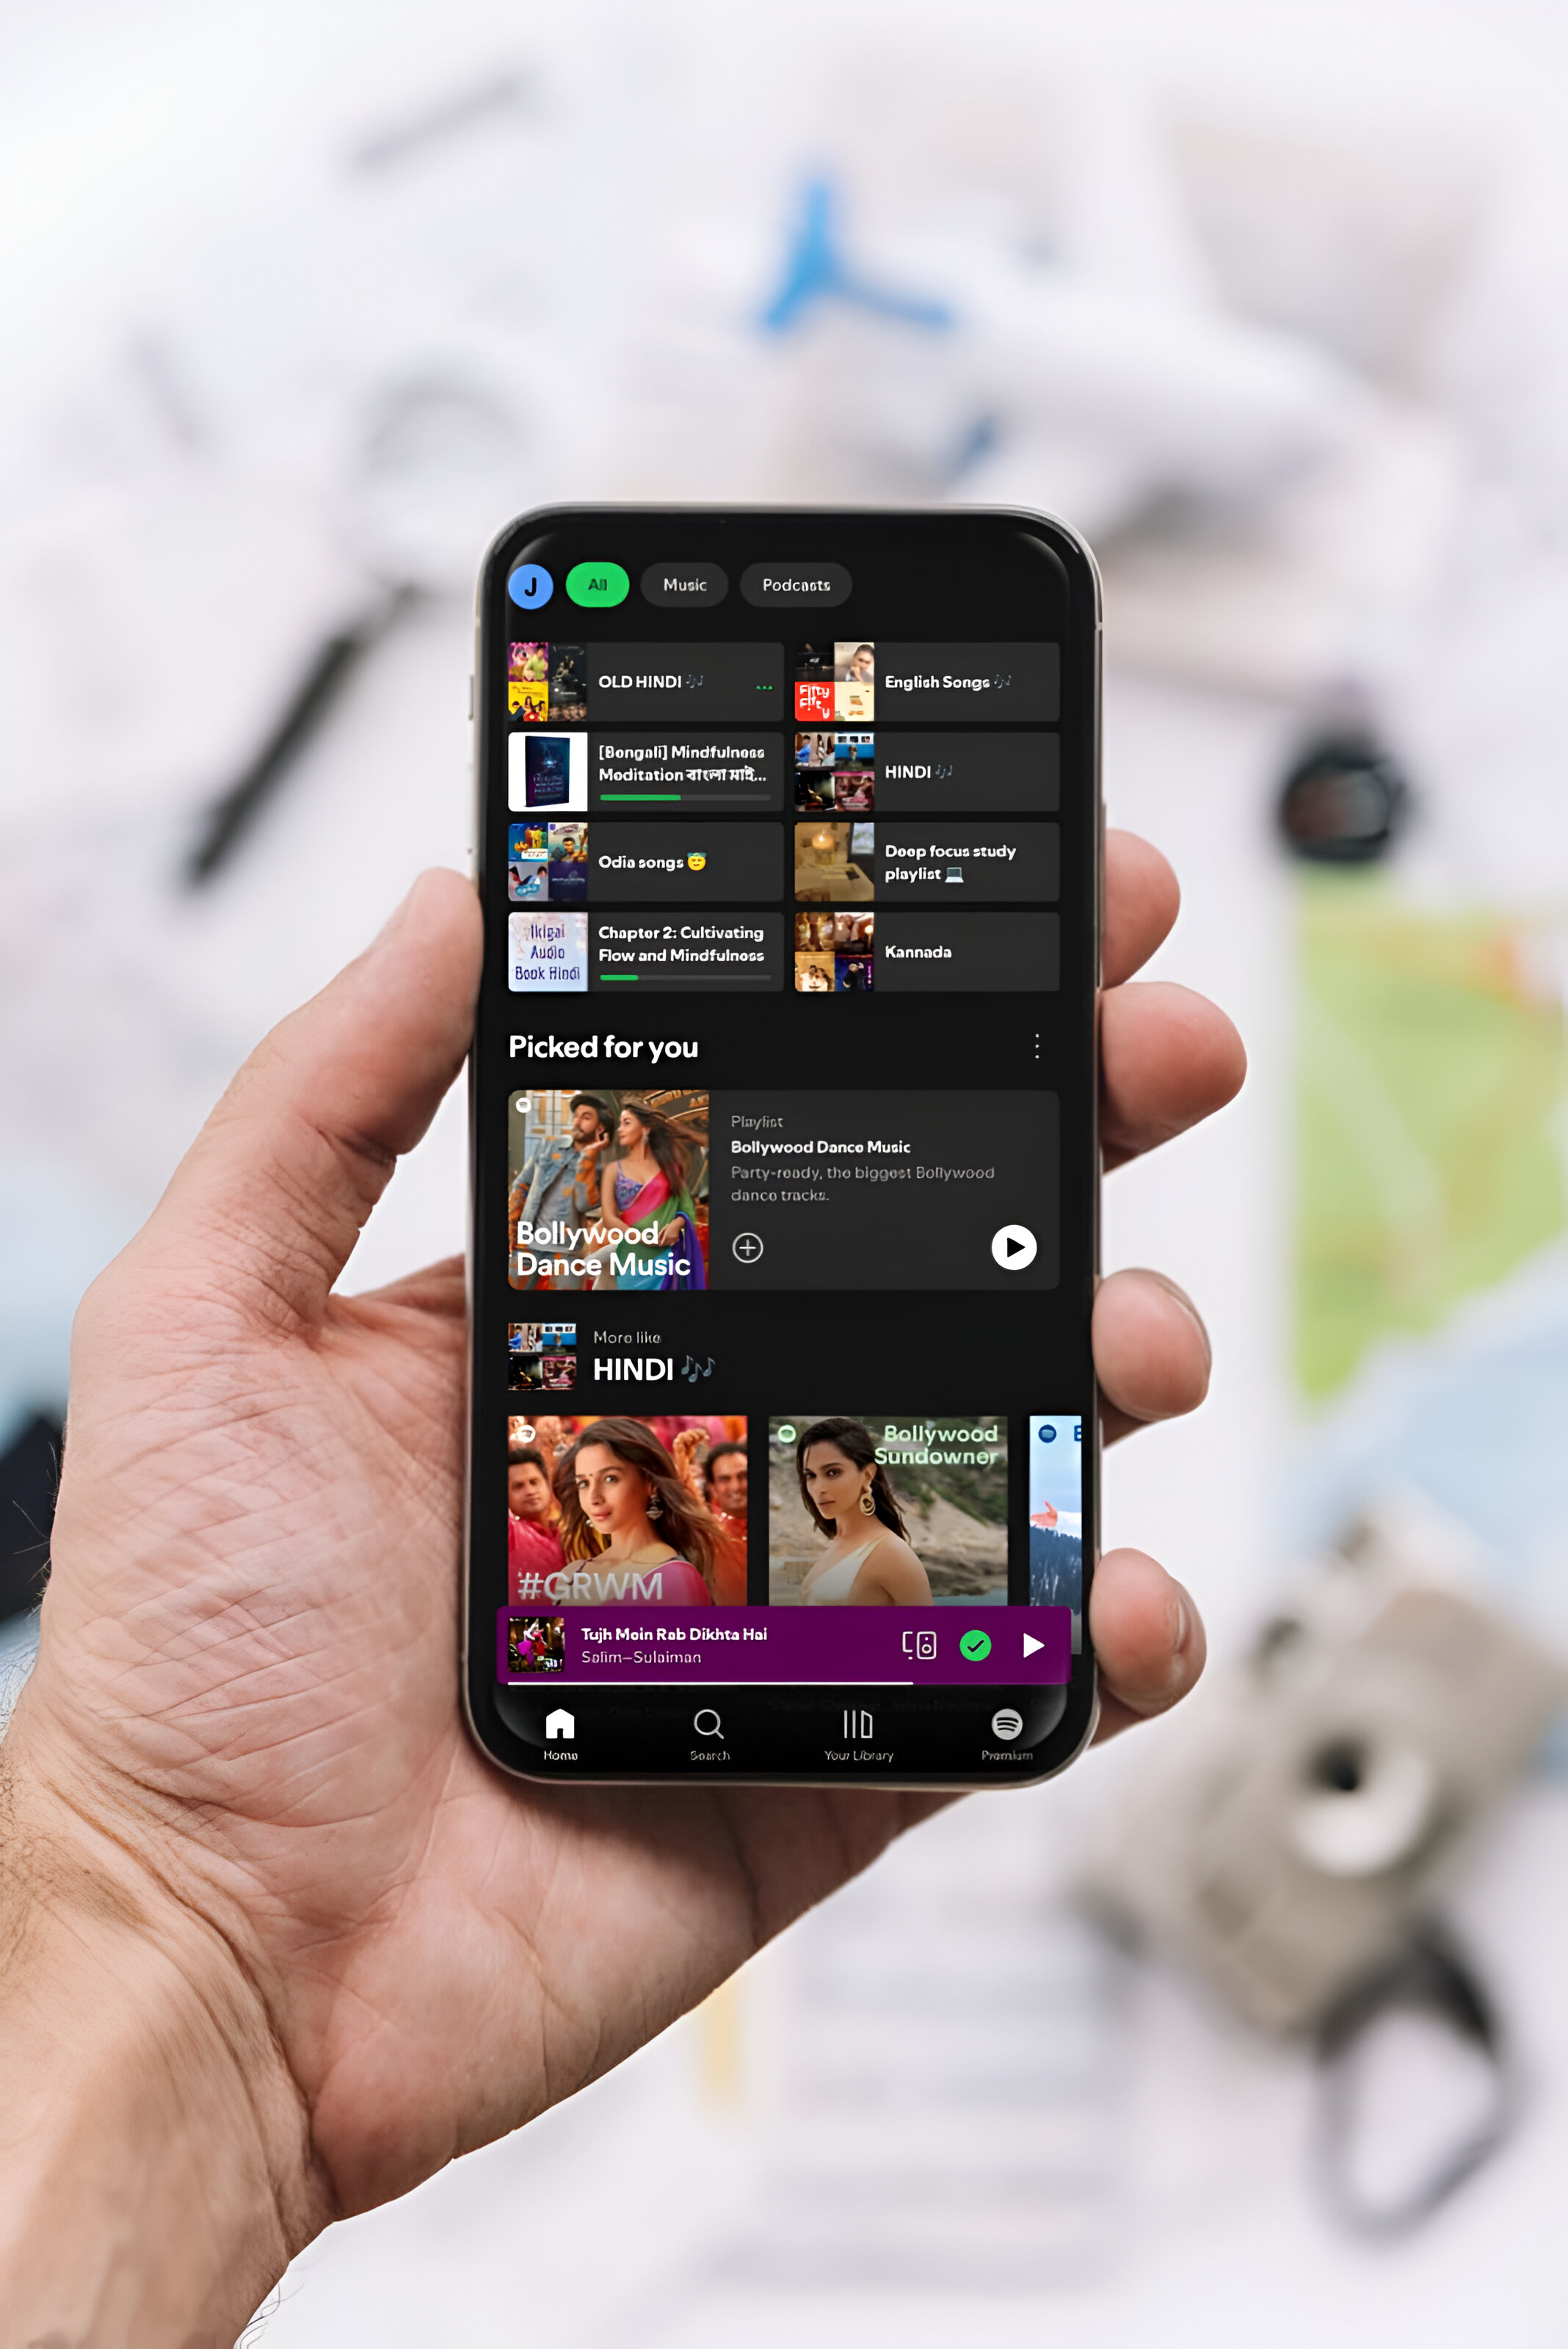 J
All
Music
Podcasts
OLD HINDI 🎶
English Songs 🎶
Fifty
Fifty
[Bengali] Mindfulness
Meditation বাংলা মাই...
HINDI 🎶
Odia songs 😇
Deep focus study
playlist 💻
Ikigai
Audio
Book Hindi
Chapter 2: Cultivating
Flow and Mindfulness
Kannada
Picked for you
Bollywood
Dance Music
Playlist
Bollywood Dance Music
Party-ready, the biggest Bollywood
dance tracks.
More like
HINDI 🎶
#GRWM
Bollywood
Sundowner
Tujh Mein Rab Dikhta Hai
Salim–Sulaiman
Home
Search
Your Library
Premium